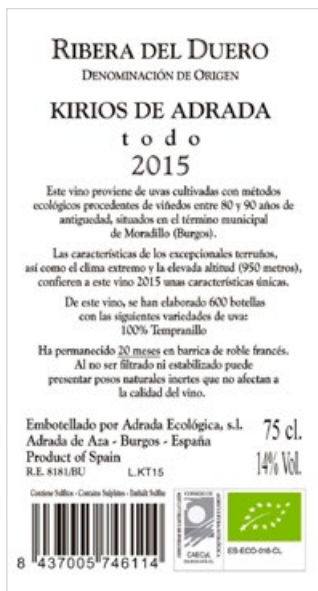 RIBERA DEL DUERO
DENOMINACIÓN DE ORIGEN
KIRIOS DE ADRADA
todo
2015
Este vino proviene de uvas cultivadas con métodos
ecológicos procedentes de viñedos entre 80 y 90 años de
antiguedad, situados en el término municipal
de Moradillo (Burgos).
Las características de los excepcionales terruños,
así como el clima extremo y la elevada altitud (950 metros),
confieren a este vino 2015 unas características únicas.
De este vino, se han elaborado 600 botellas
con las siguientes variedades de uva:
100% Tempranillo
Ha permanecido 20 meses en barrica de roble francés.
Al no ser filtrado ni estabilizado puede
presentar posos naturales inertes que no afectan a
la calidad del vino.
Embotellado por Adrada Ecológica, s.l.
Adrada de Aza - Burgos - España
Product of Spain
R.E. 8181/BU L.KT15
75 cl.
14% Vol.
Contiene Sulfitos - Contains Sulphites - Enthält Sulfite
8 437005 746114
CAECyL
ES-ECO-016-CL